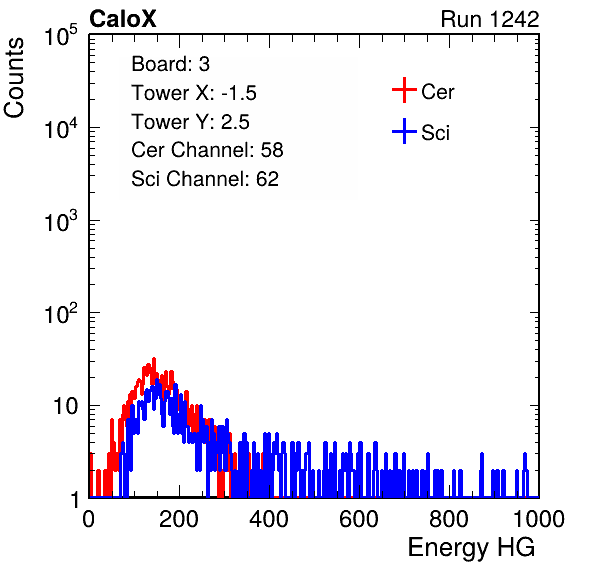 CaloX Run 1242
Counts
Board: 3
Tower X: -1.5
Tower Y: 2.5
Cer Channel: 58
Sci Channel: 62
Cer
Sci
10^5
10^4
10^3
10^2
10
1
0 200 400 600 800 1000
Energy HG